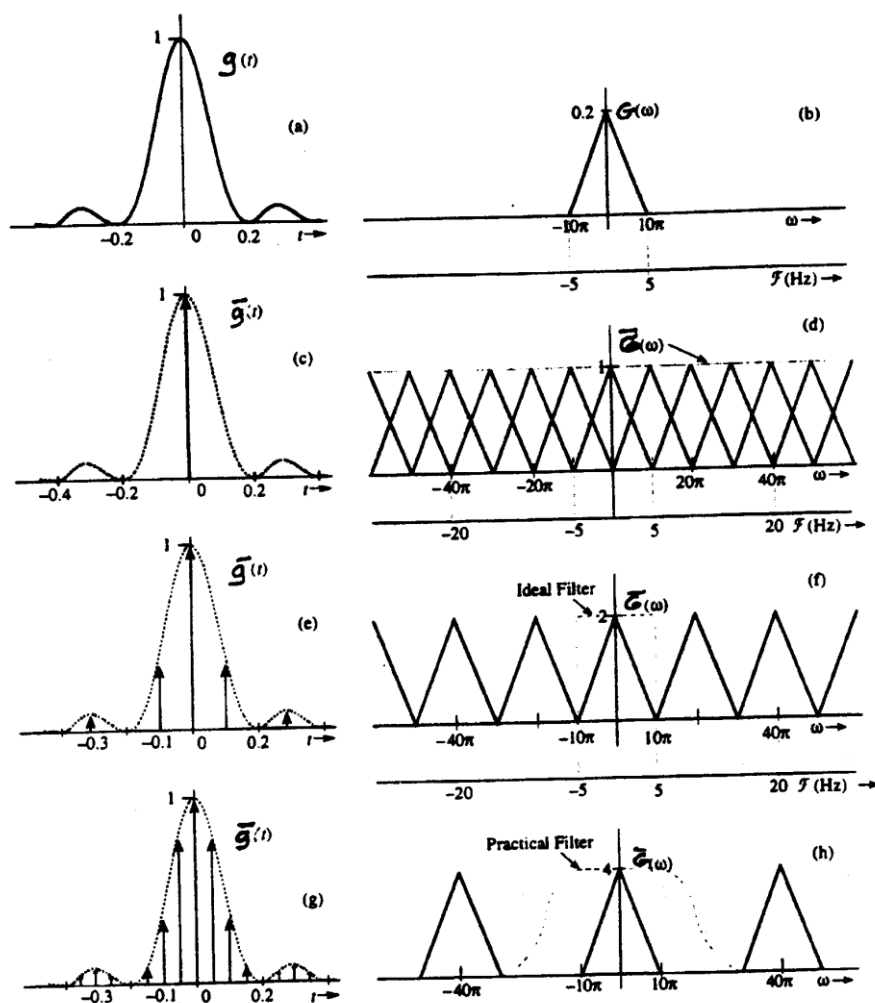 1
g(t)
(a)
−0.2 0 0.2 t→
0.2 G(ω)
(b)
−10π 10π ω→
−5 5 ℱ(Hz)→
1
ḡ(t)
(c)
−0.4 −0.2 0 0.2 t→
(d)
Ḡ(ω)
1
−40π −20π 20π 40π ω→
−20 −5 5 20 ℱ(Hz)→
1
ḡ(t)
(e)
−0.3 −0.1 0 0.2 t→
(f)
Ideal Filter
2 Ḡ(ω)
−40π −10π 10π 40π ω→
−20 −5 5 20 ℱ(Hz)→
1
ḡ(t)
(g)
−0.3 0 0.2 t→
(h)
Practical Filter
4 Ḡ(ω)
−40π −10π 10π 40π ω→